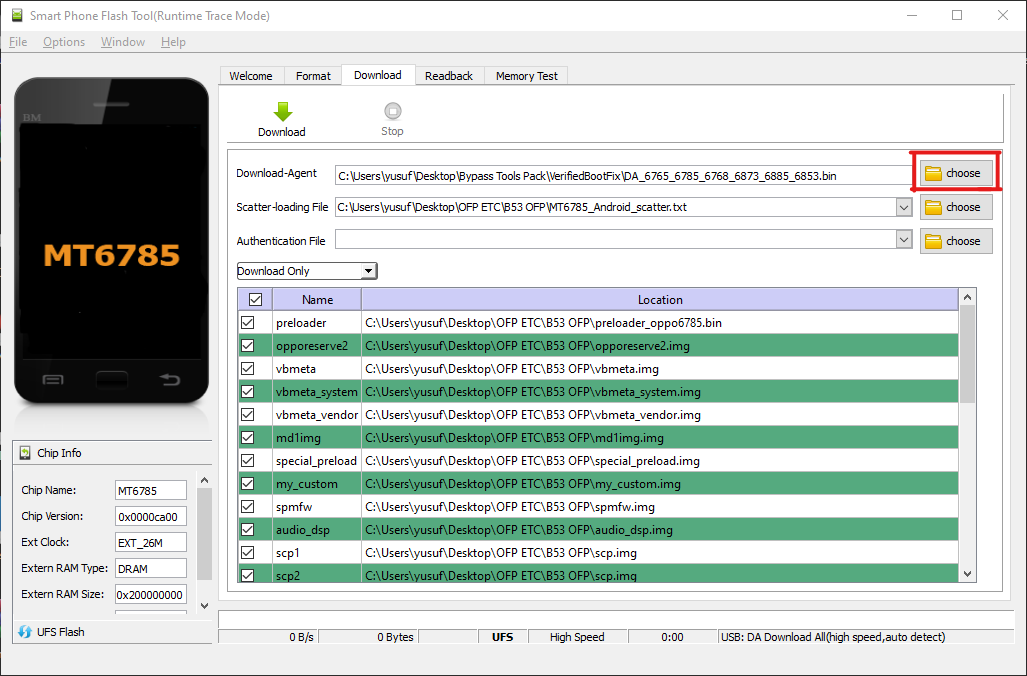 Smart Phone Flash Tool(Runtime Trace Mode)
File Options Window Help
BM
MT6785
Welcome Format Download Readback Memory Test
Download Stop
Download-Agent C:\Users\yusuf\Desktop\Bypass Tools Pack\VerifiedBootFix\DA_6765_6785_6768_6873_6885_6853.bin choose
Scatter-loading File C:\Users\yusuf\Desktop\OFP ETC\B53 OFP\MT6785_Android_scatter.txt choose
Authentication File choose
Download Only
Name Location
preloader C:\Users\yusuf\Desktop\OFP ETC\B53 OFP\preloader_oppo6785.bin
opporeserve2 C:\Users\yusuf\Desktop\OFP ETC\B53 OFP\opporeserve2.img
vbmeta C:\Users\yusuf\Desktop\OFP ETC\B53 OFP\vbmeta.img
vbmeta_system C:\Users\yusuf\Desktop\OFP ETC\B53 OFP\vbmeta_system.img
vbmeta_vendor C:\Users\yusuf\Desktop\OFP ETC\B53 OFP\vbmeta_vendor.img
md1img C:\Users\yusuf\Desktop\OFP ETC\B53 OFP\md1img.img
special_preload C:\Users\yusuf\Desktop\OFP ETC\B53 OFP\special_preload.img
my_custom C:\Users\yusuf\Desktop\OFP ETC\B53 OFP\my_custom.img
spmfw C:\Users\yusuf\Desktop\OFP ETC\B53 OFP\spmfw.img
audio_dsp C:\Users\yusuf\Desktop\OFP ETC\B53 OFP\audio_dsp.img
scp1 C:\Users\yusuf\Desktop\OFP ETC\B53 OFP\scp.img
scp2 C:\Users\yusuf\Desktop\OFP ETC\B53 OFP\scp.img
Chip Info
Chip Name: MT6785
Chip Version: 0x0000ca00
Ext Clock: EXT_26M
Extern RAM Type: DRAM
Extern RAM Size: 0x200000000
UFS Flash
0 B/s 0 Bytes UFS High Speed 0:00 USB: DA Download All(high speed,auto detect)